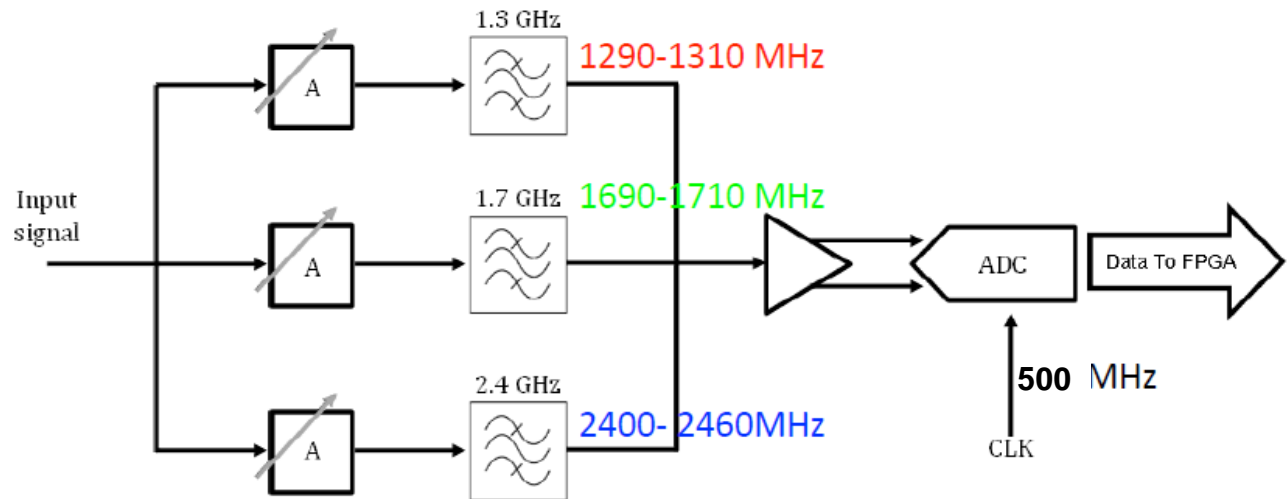 1.3 GHz
1290-1310 MHz
A
Input
signal
1.7 GHz
1690-1710 MHz
A
ADC
Data To FPGA
2.4 GHz
2400- 2460MHz
A
500 MHz
CLK